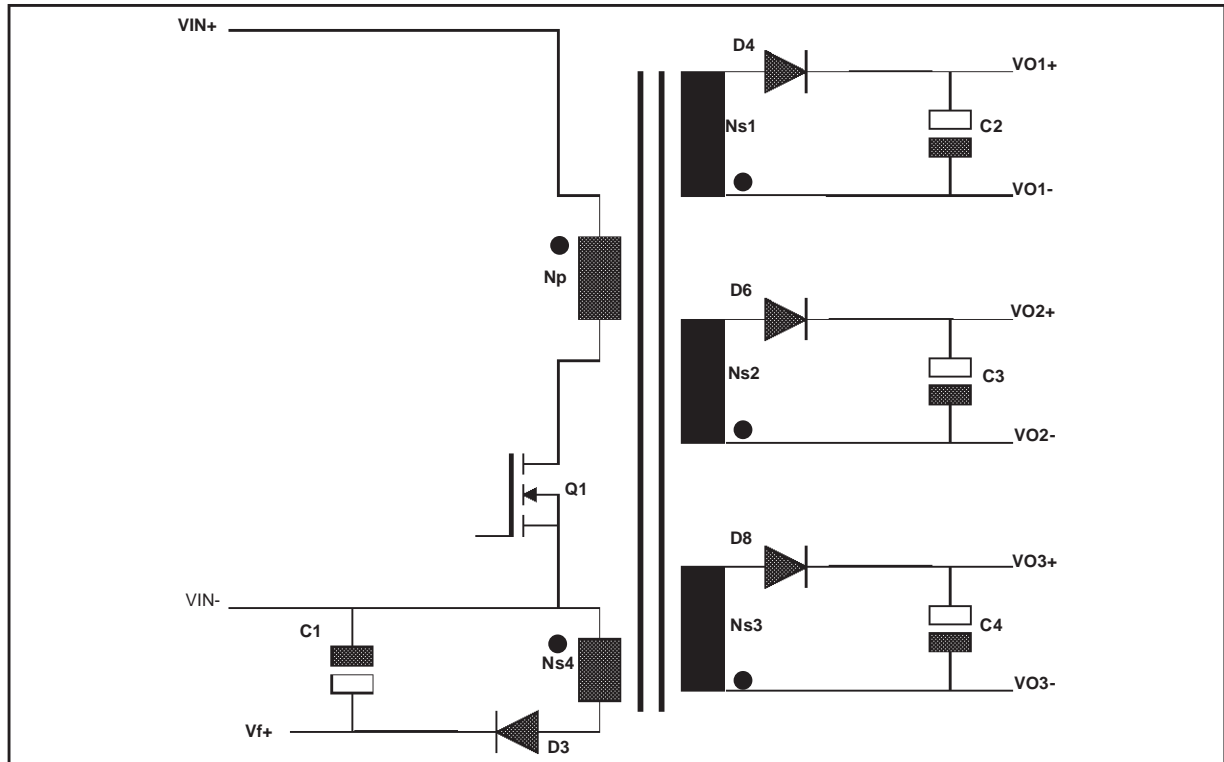 VIN+
D4
VO1+
Ns1
C2
VO1-
Np
D6
VO2+
Ns2
C3
VO2-
Q1
D8
VO3+
VIN-
C1
Ns4
Ns3
C4
VO3-
Vf+
D3